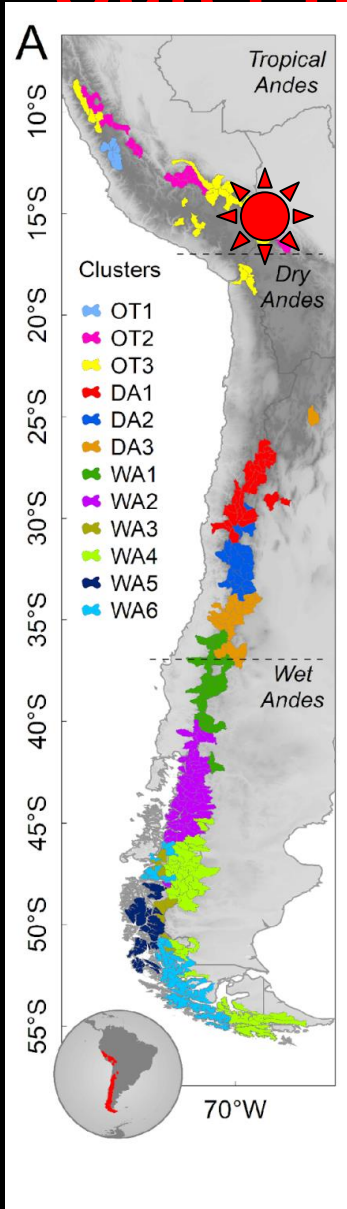 A
Tropical
Andes
10°S
15°S
Dry
Andes
Clusters
OT1
OT2
OT3
DA1
DA2
DA3
WA1
WA2
WA3
WA4
WA5
WA6
20°S
25°S
30°S
35°S
Wet
Andes
40°S
45°S
50°S
55°S
70°W